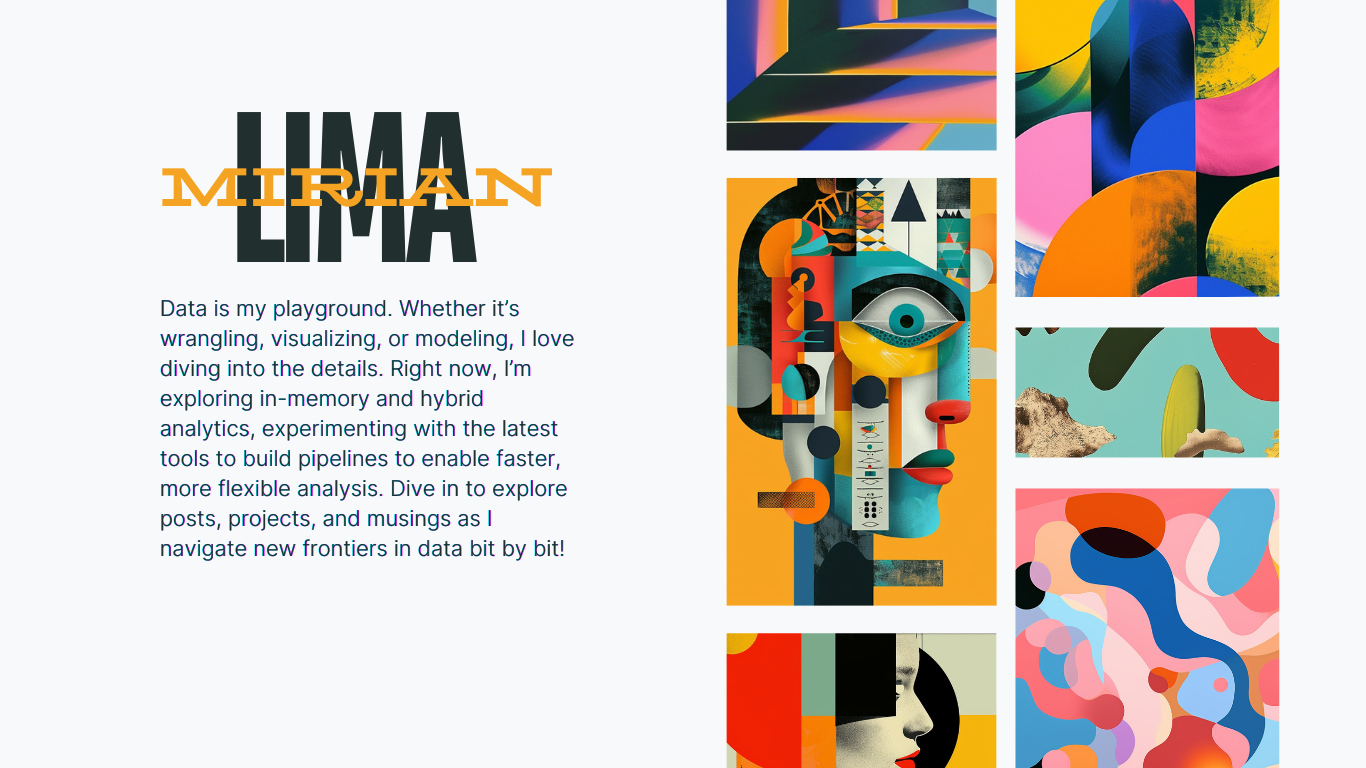 LIMA
MIRIAN
Data is my playground. Whether it’s
wrangling, visualizing, or modeling, I love
diving into the details. Right now, I’m
exploring in-memory and hybrid
analytics, experimenting with the latest
tools to build pipelines to enable faster,
more flexible analysis. Dive in to explore
posts, projects, and musings as I
navigate new frontiers in data bit by bit!